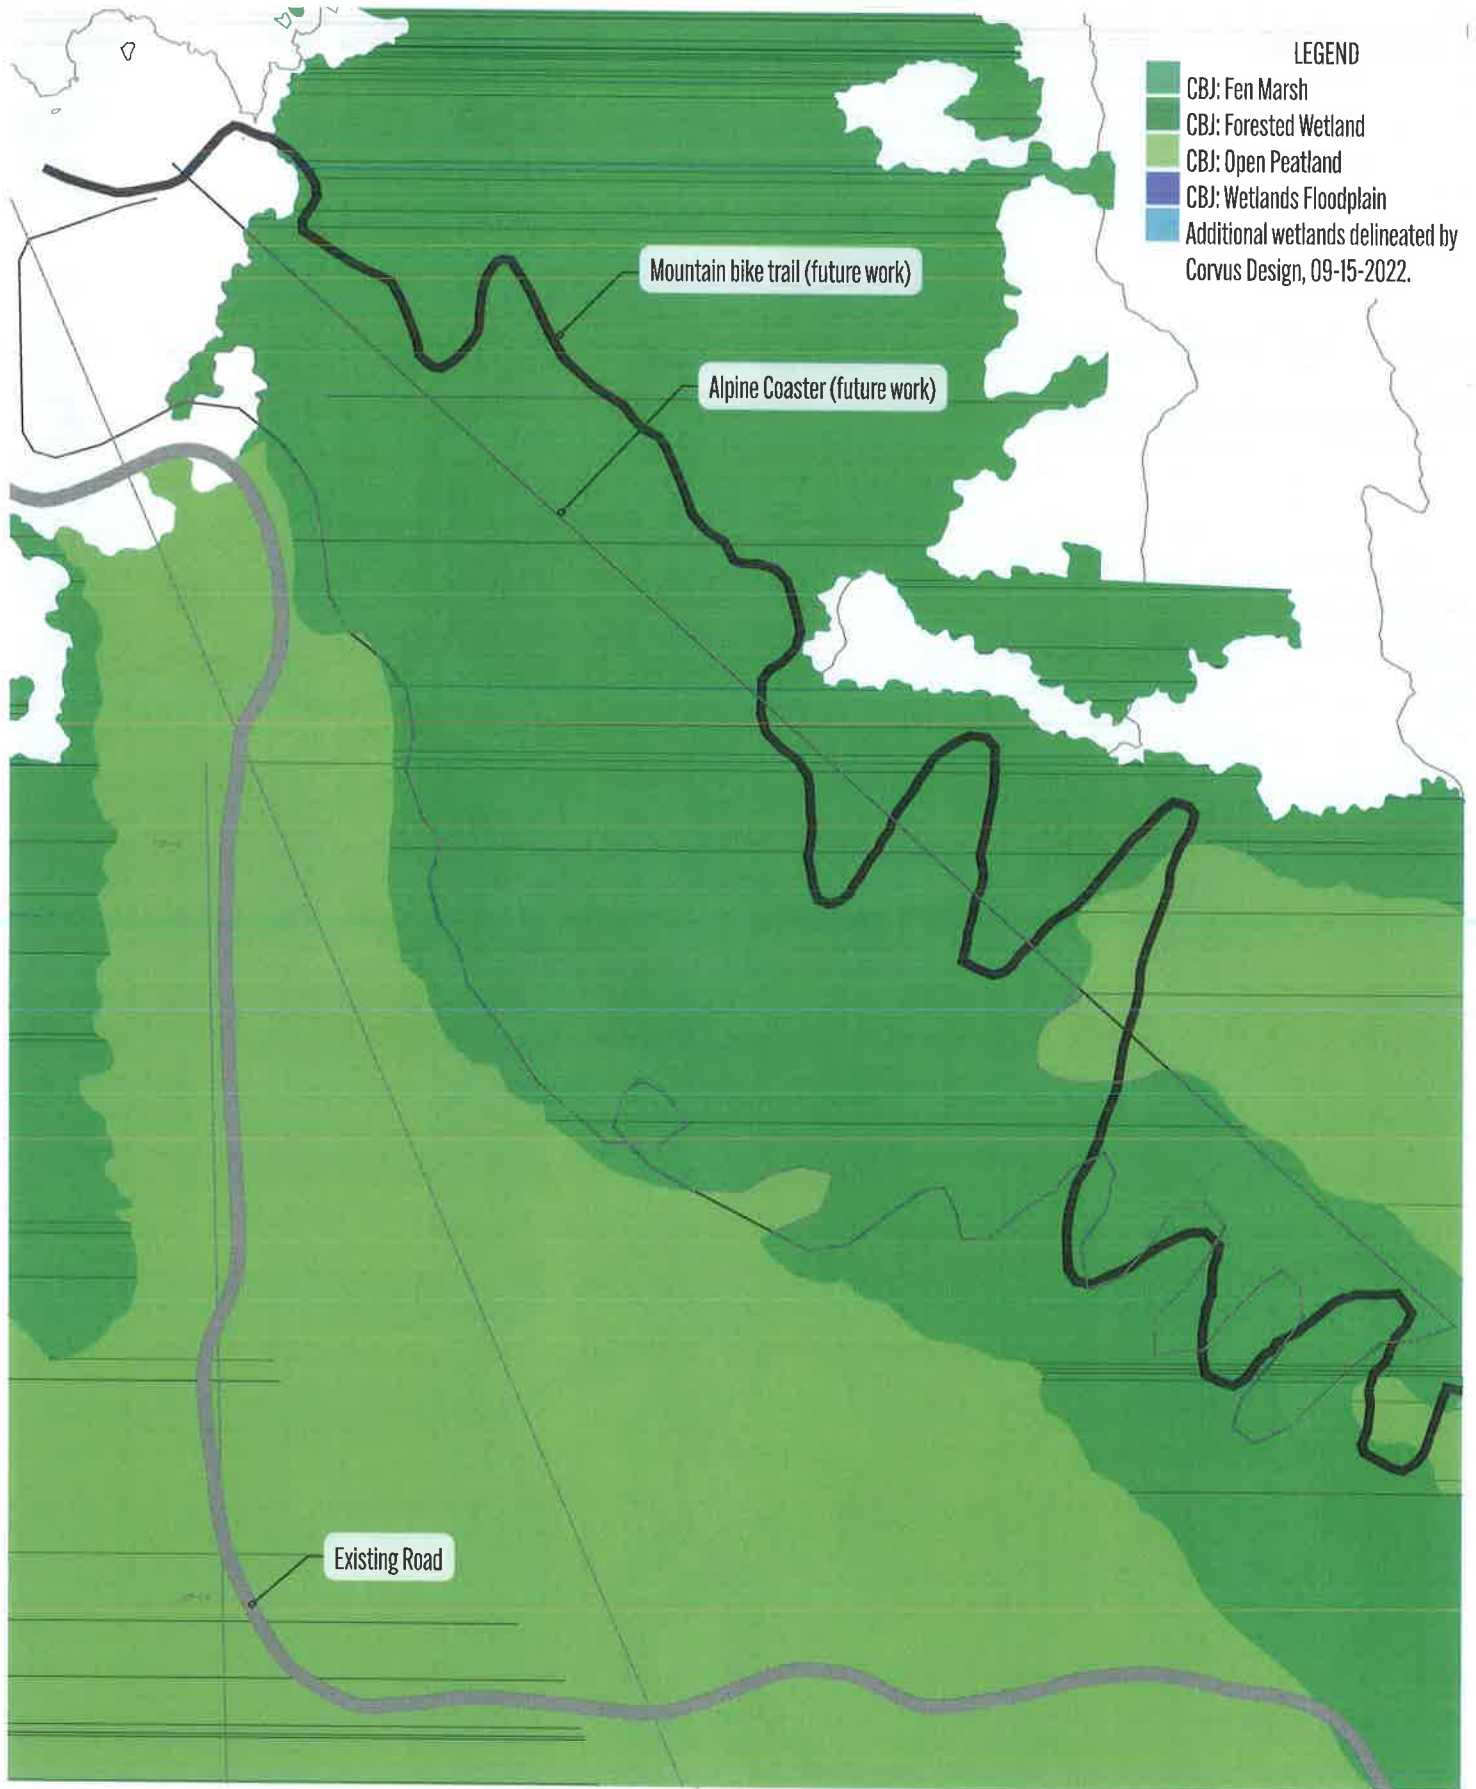 LEGEND
CBJ: Fen Marsh
CBJ: Forested Wetland
CBJ: Open Peatland
CBJ: Wetlands Floodplain
Additional wetlands delineated by
Corvus Design, 09-15-2022.
Mountain bike trail (future work)
Alpine Coaster (future work)
Existing Road